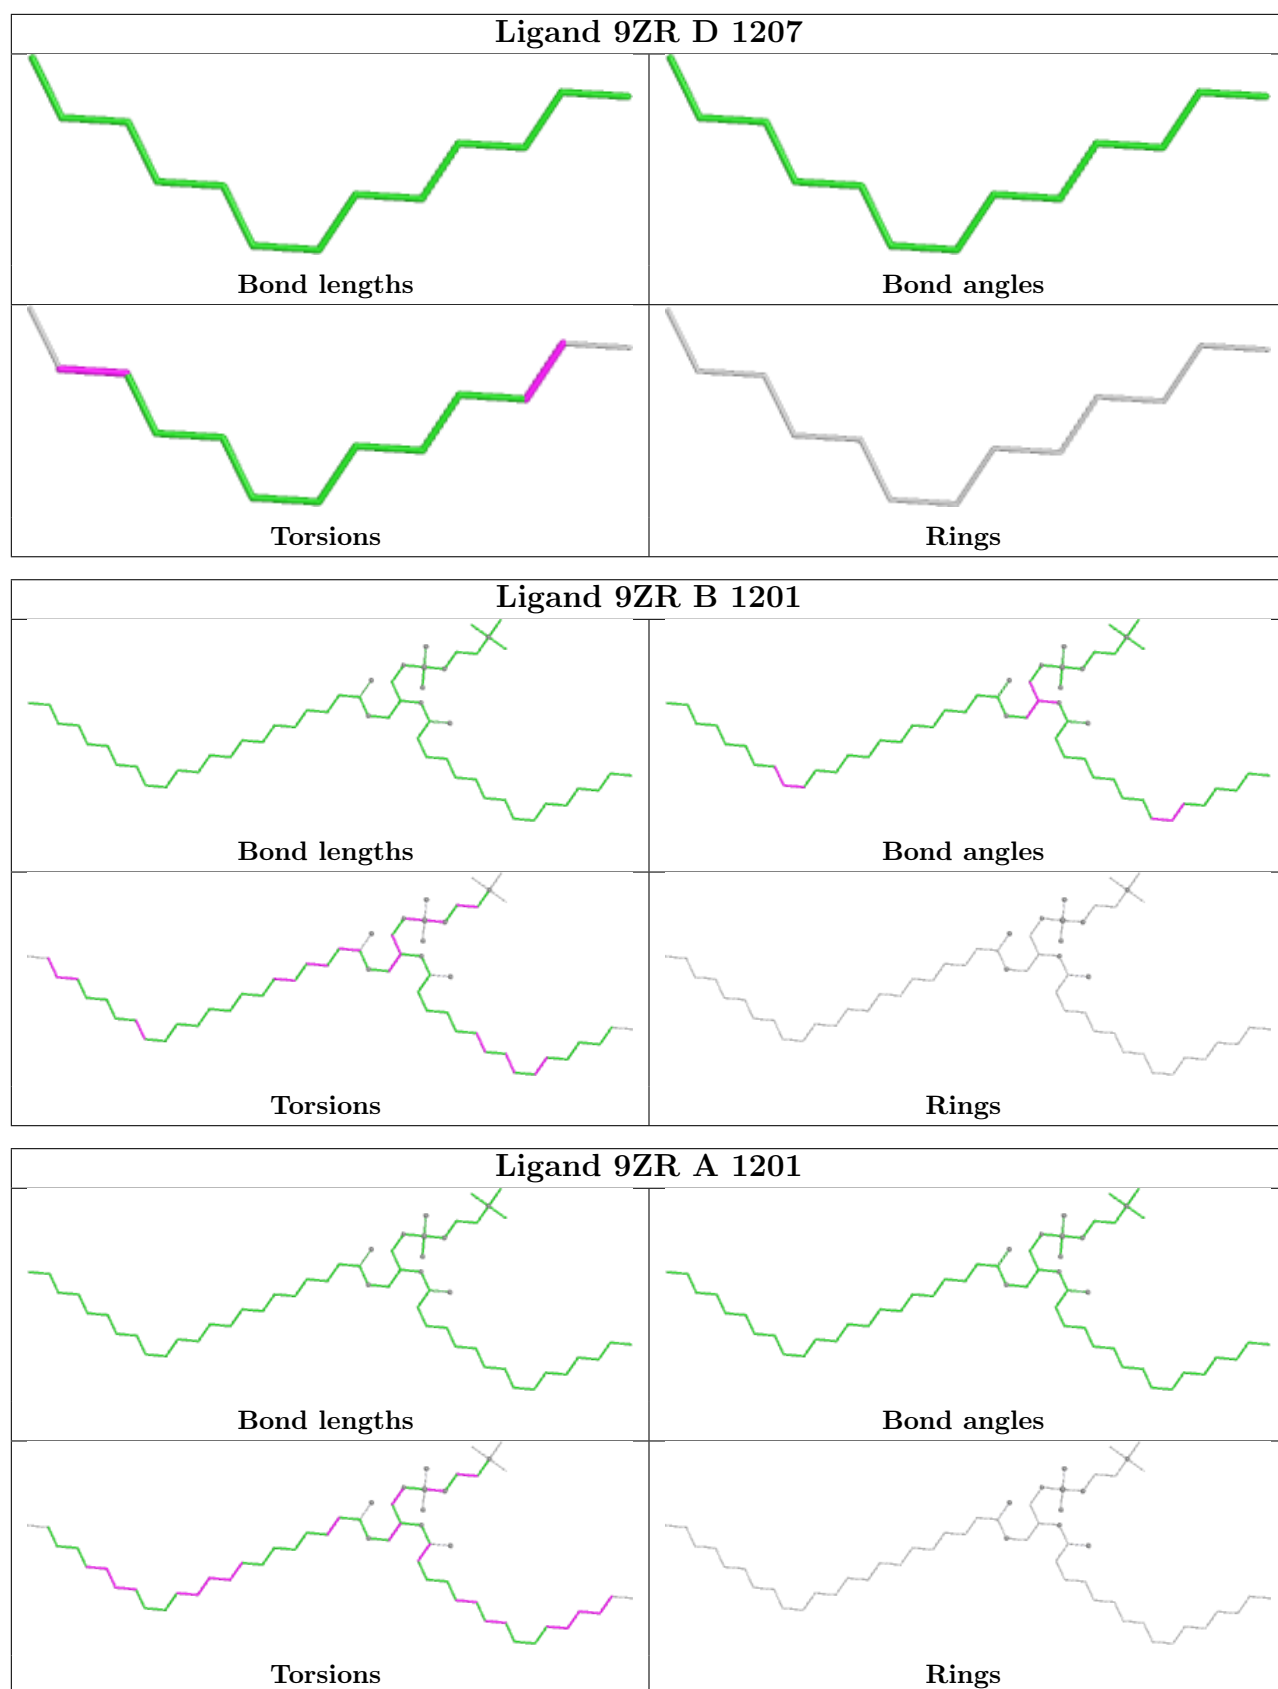 Ligand 9ZR D 1207
Bond lengths
Bond angles
Torsions
Rings
Ligand 9ZR B 1201
Bond lengths
Bond angles
Torsions
Rings
Ligand 9ZR A 1201
Bond lengths
Bond angles
Torsions
Rings